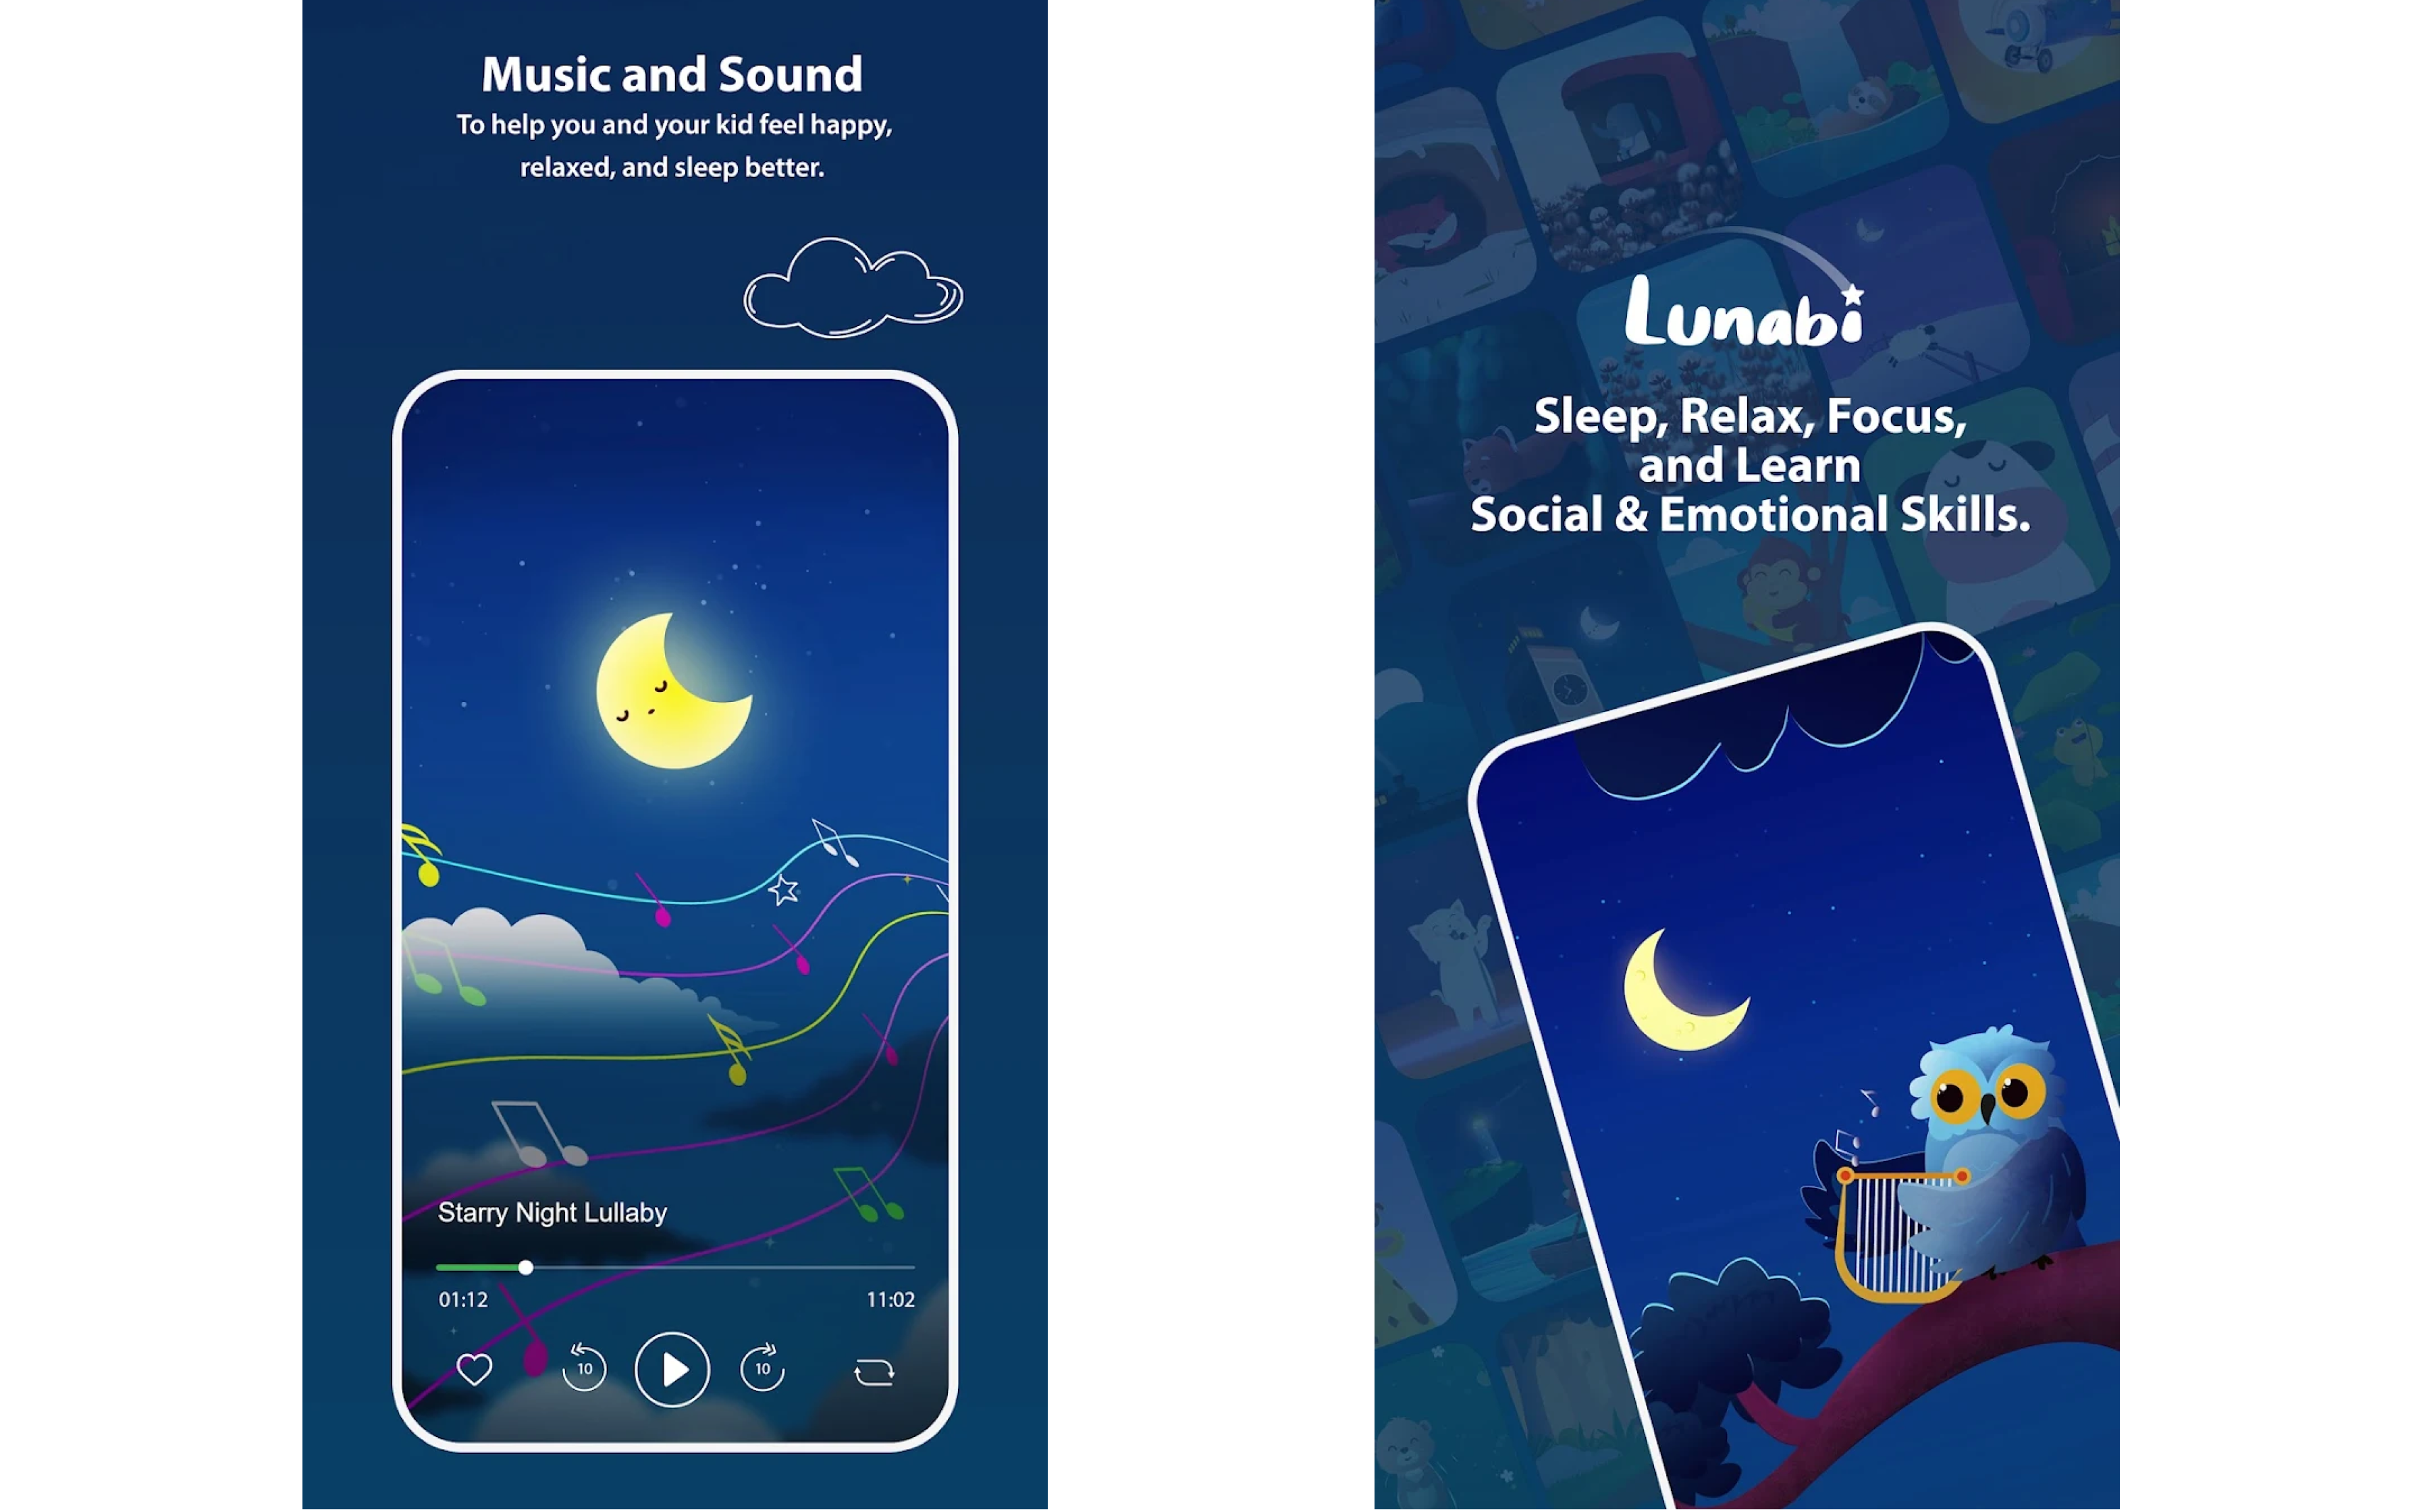 Music and Sound
To help you and your kid feel happy,
relaxed, and sleep better.
Starry Night Lullaby
01:12
11:02
10
10
Lunabi
Sleep, Relax, Focus,
and Learn
Social & Emotional Skills.